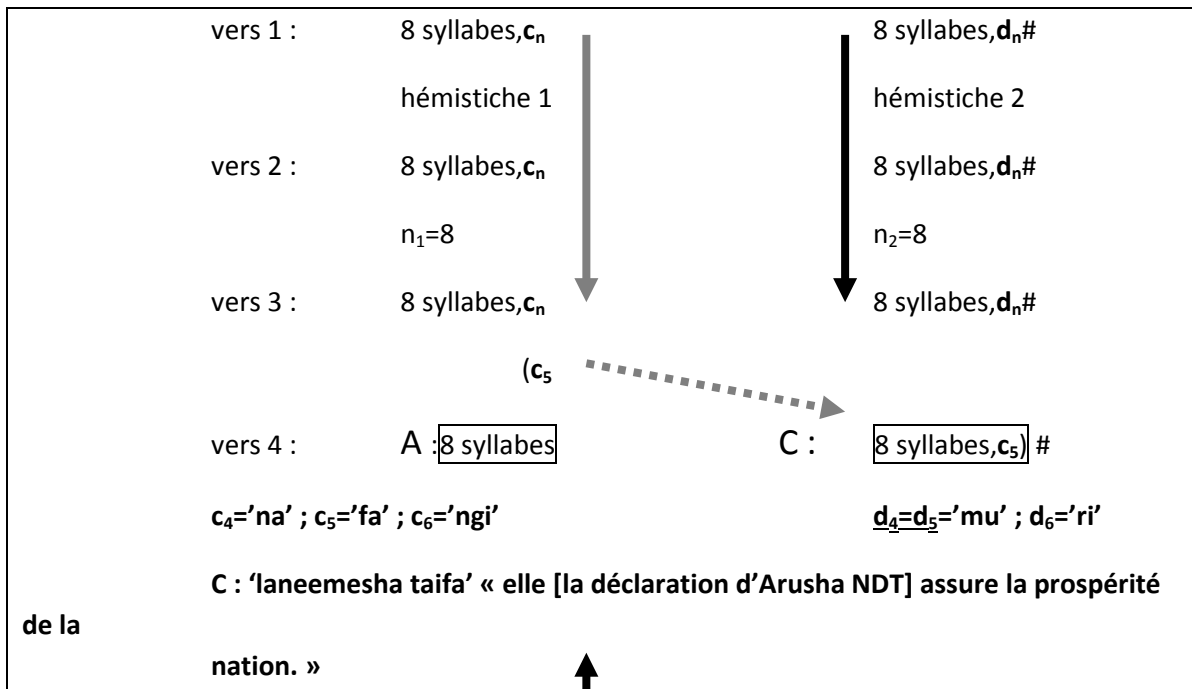 vers 1 : 8 syllabes,cₙ 8 syllabes,dₙ#
hémistiche 1 hémistiche 2
vers 2 : 8 syllabes,cₙ 8 syllabes,dₙ#
n₁=8 n₂=8
vers 3 : 8 syllabes,cₙ 8 syllabes,dₙ#
(c₅
vers 4 : A :8 syllabes C : 8 syllabes,c₅) #
c₄='na' ; c₅='fa' ; c₆='ngi' d₄=d₅='mu' ; d₆='ri'
C : 'laneemesha taifa' « elle [la déclaration d'Arusha NDT] assure la prospérité
de la
nation. »